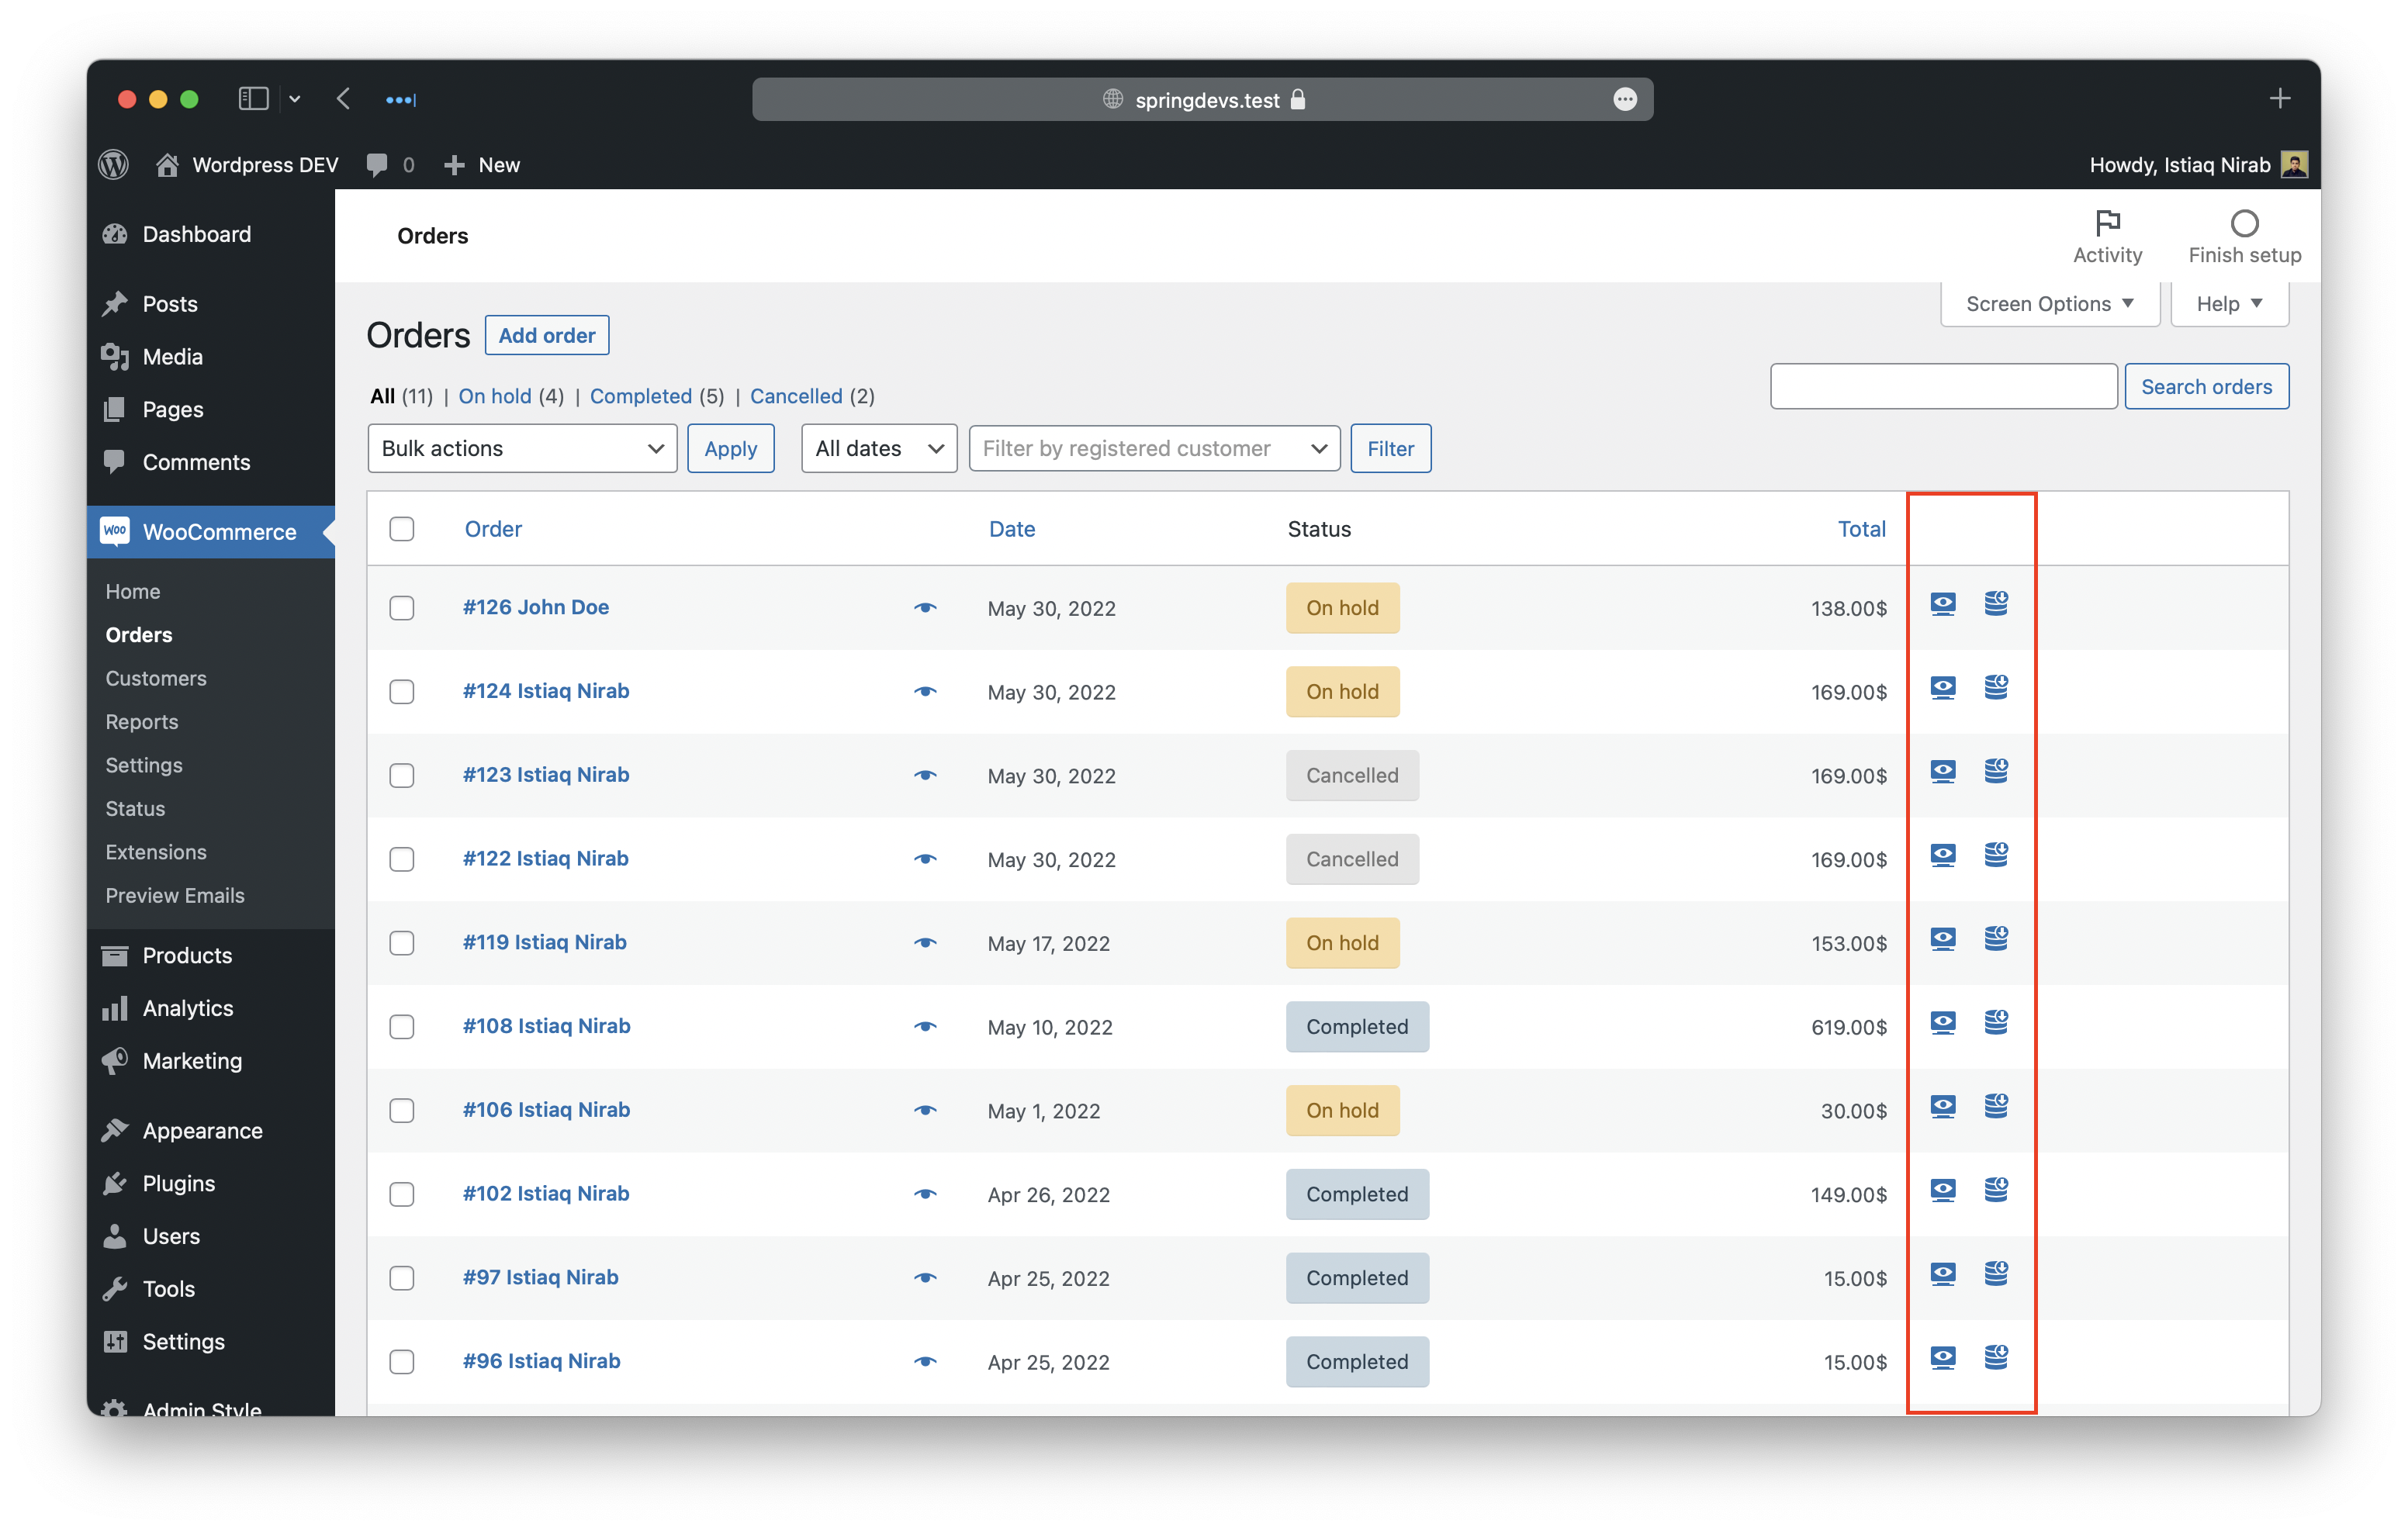 springdevs.test
Wordpress DEV 0 New Howdy, Istiaq Nirab
Dashboard
Posts
Media
Pages
Comments
Woo WooCommerce
Home
Orders
Customers
Reports
Settings
Status
Extensions
Preview Emails
Products
Analytics
Marketing
Appearance
Plugins
Users
Tools
Settings
Admin Style
Orders
Activity Finish setup
Screen Options Help
Orders Add order
All (11) | On hold (4) | Completed (5) | Cancelled (2)
Search orders
Bulk actions Apply All dates Filter by registered customer Filter
Order Date Status Total
#126 John Doe May 30, 2022 On hold 138.00$
#124 Istiaq Nirab May 30, 2022 On hold 169.00$
#123 Istiaq Nirab May 30, 2022 Cancelled 169.00$
#122 Istiaq Nirab May 30, 2022 Cancelled 169.00$
#119 Istiaq Nirab May 17, 2022 On hold 153.00$
#108 Istiaq Nirab May 10, 2022 Completed 619.00$
#106 Istiaq Nirab May 1, 2022 On hold 30.00$
#102 Istiaq Nirab Apr 26, 2022 Completed 149.00$
#97 Istiaq Nirab Apr 25, 2022 Completed 15.00$
#96 Istiaq Nirab Apr 25, 2022 Completed 15.00$